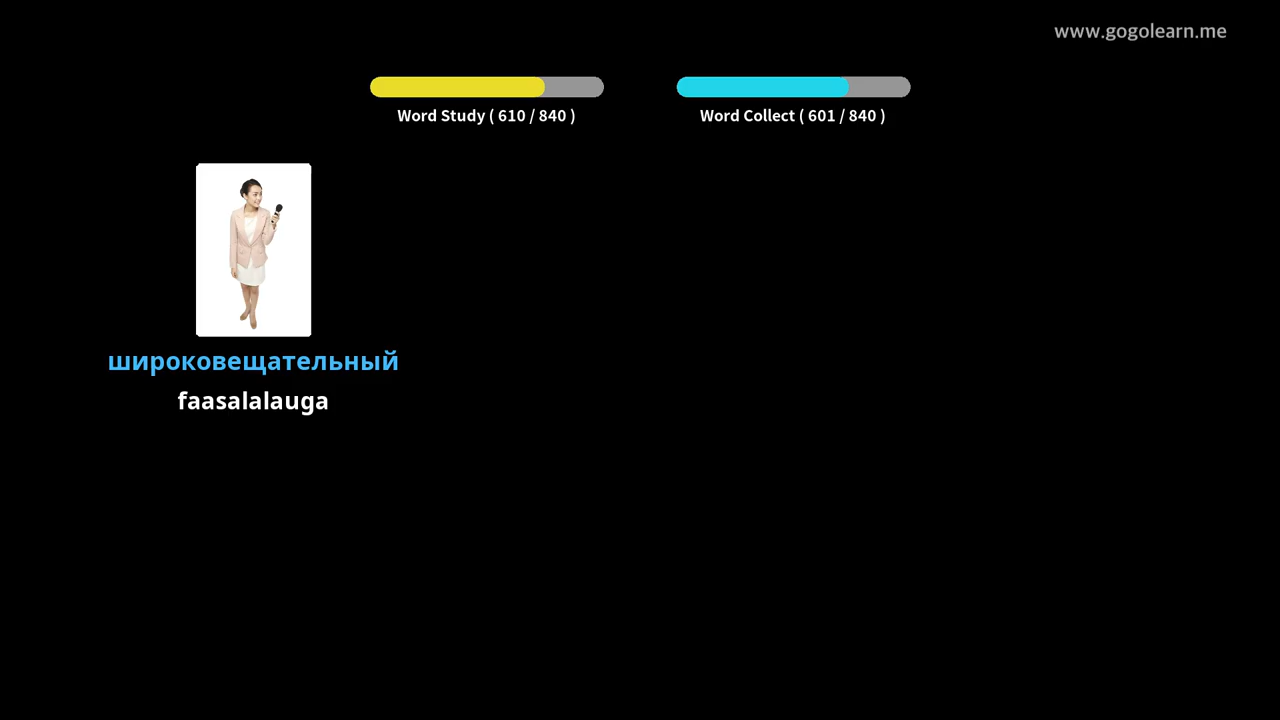 www.gogolearn.me
Word Study ( 610 / 840 )
Word Collect ( 601 / 840 )
широковещательный
faasalalauga